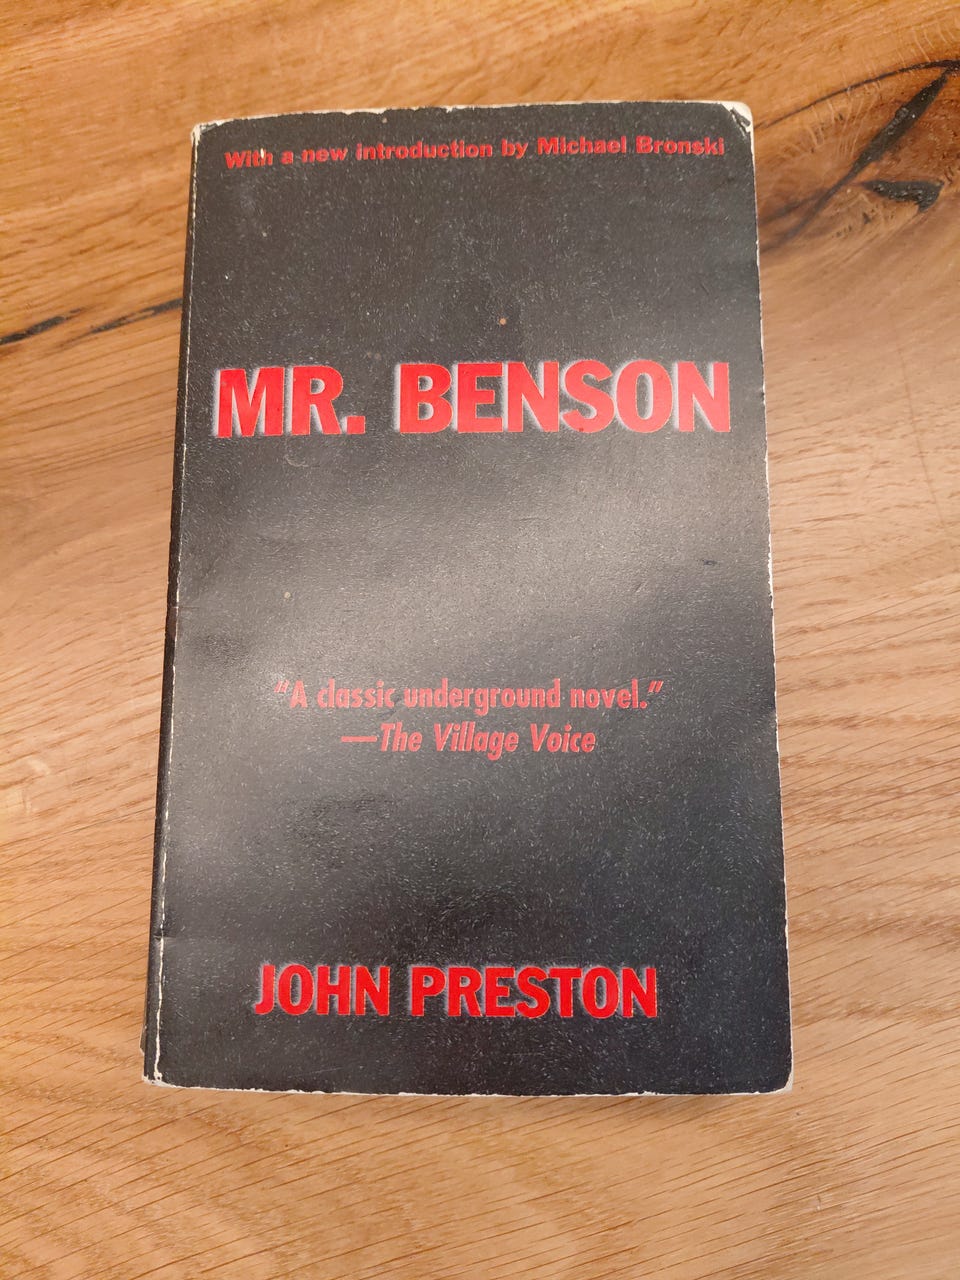 With a new introduction by Michael Bronski
MR. BENSON
"A classic underground novel."
—The Village Voice
JOHN PRESTON